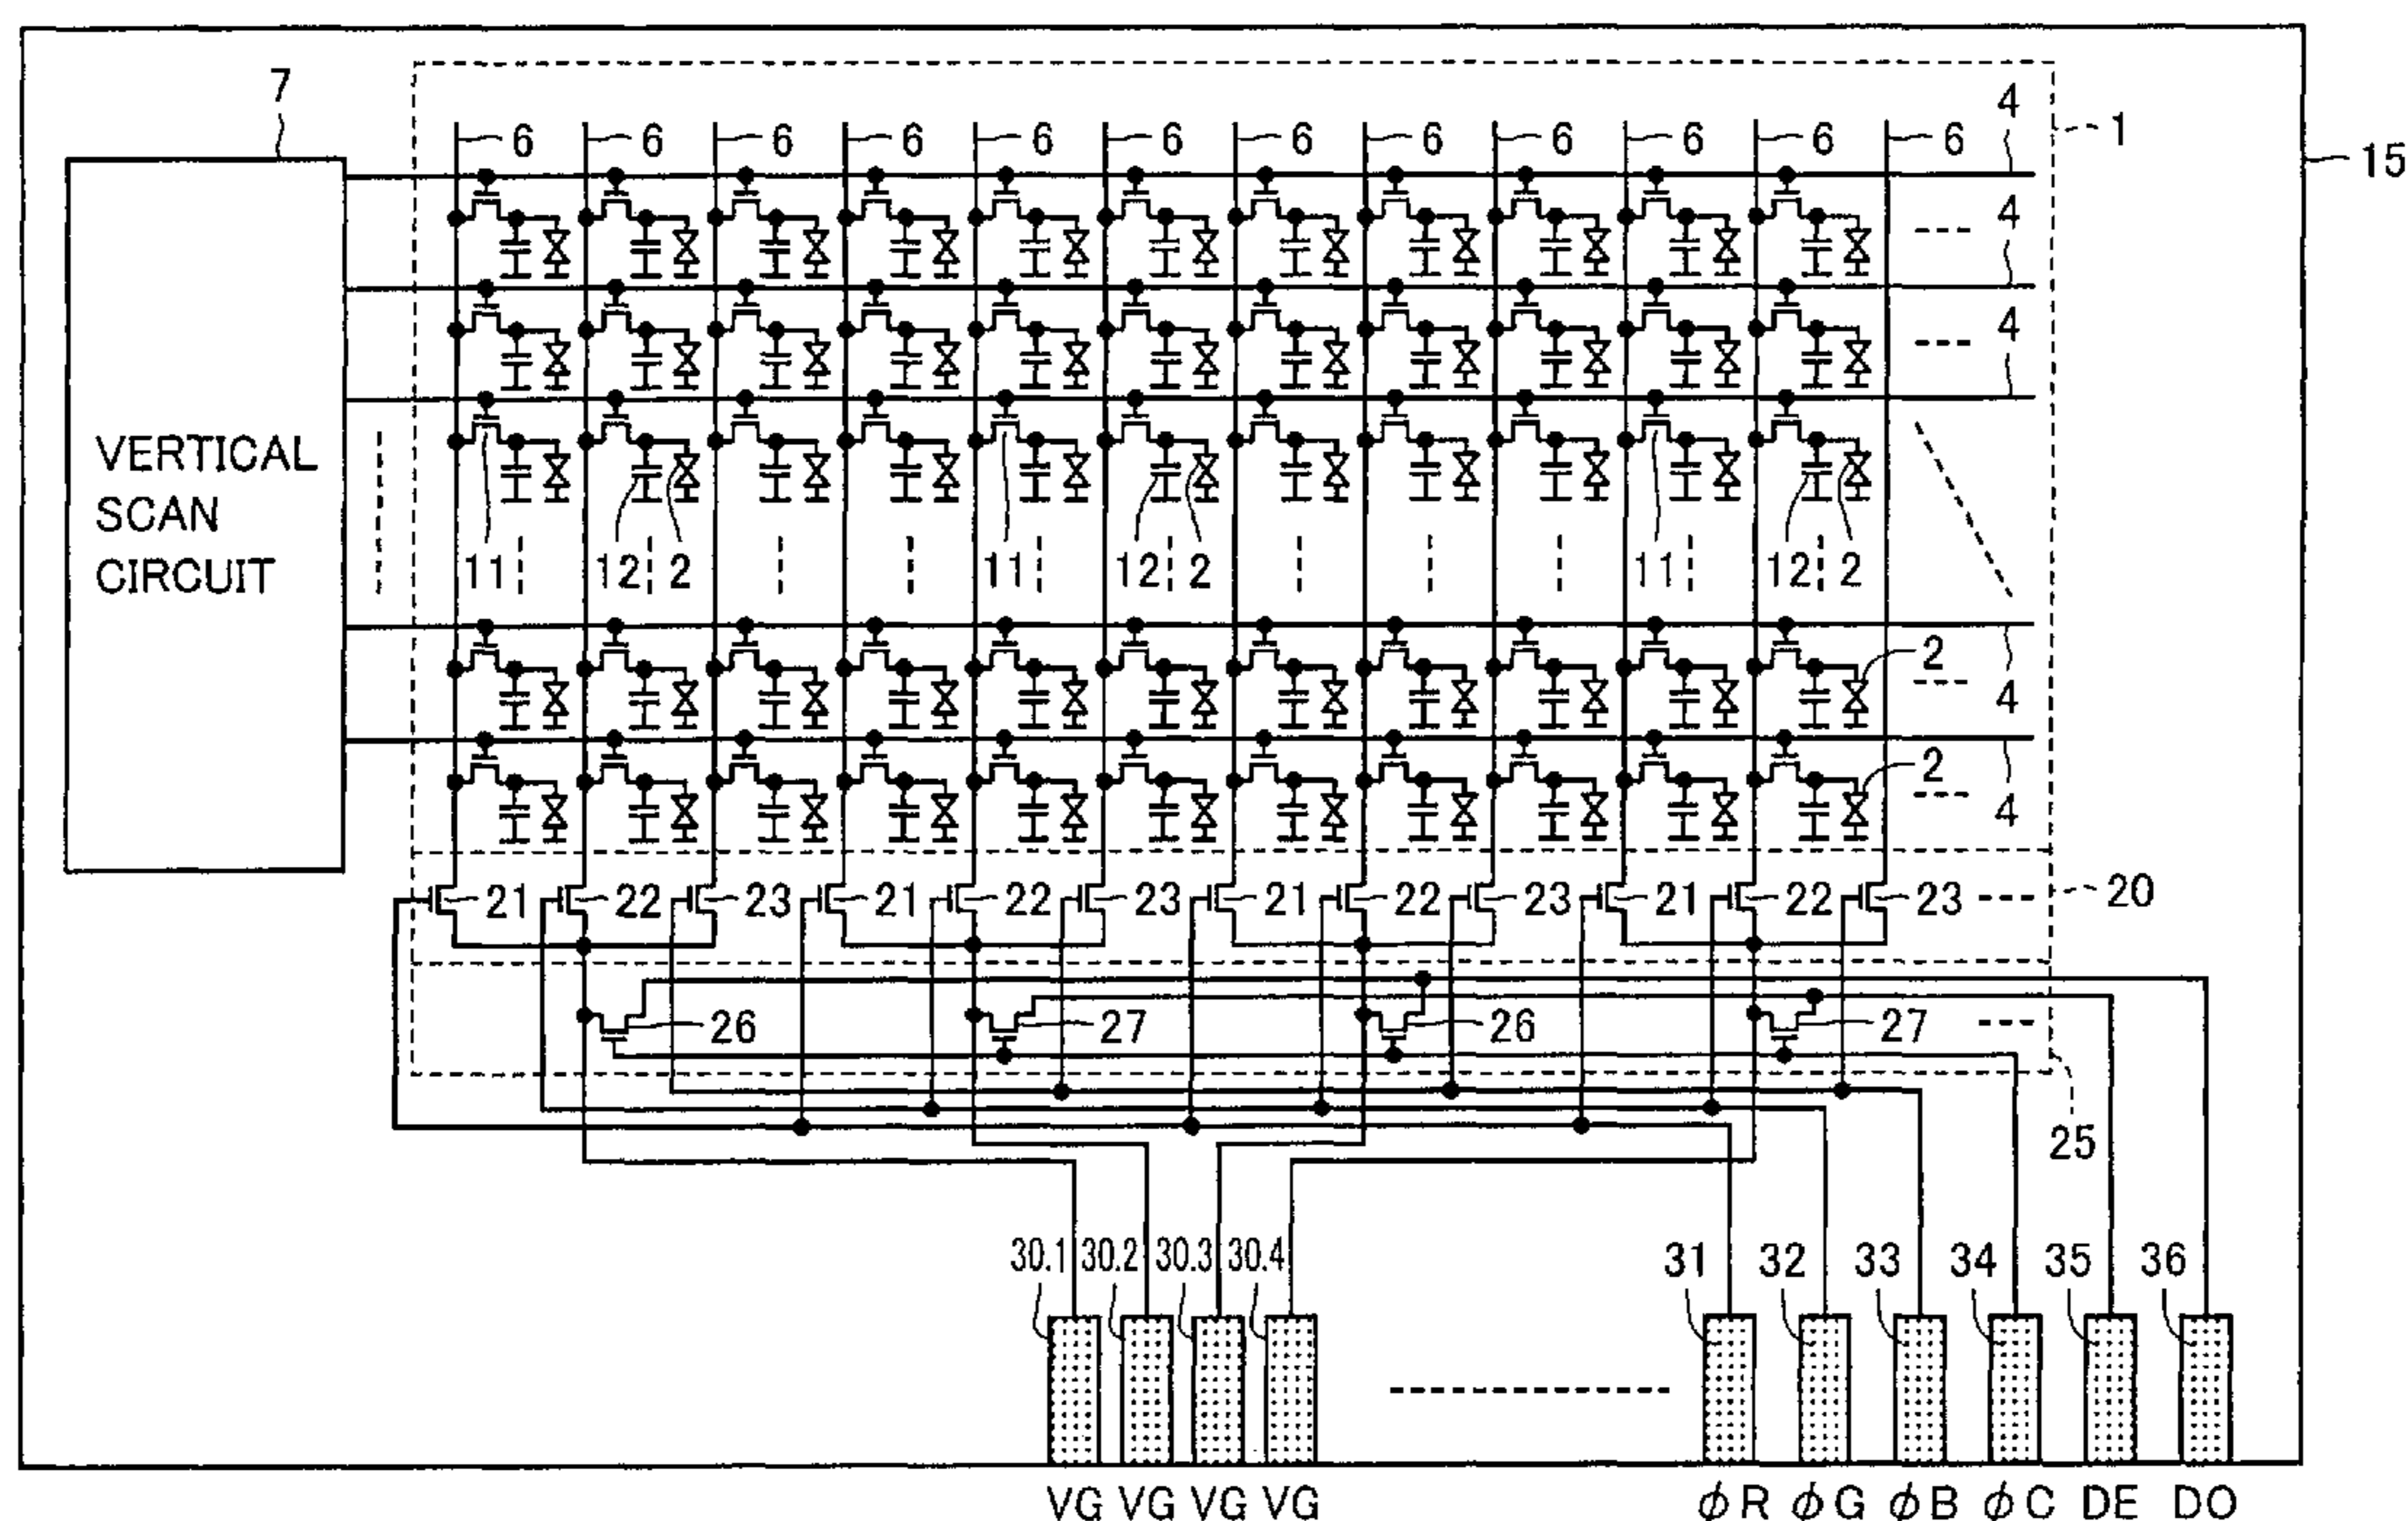 7
4
6 6 6 6 6 6 6 6 6 6 6 6
1
15
4
4
4
VERTICAL
SCAN
CIRCUIT
11 12 2 11 12 2 11 12 2
2
4
2
4
21 22 23 21 22 23 21 22 23 21 22 23
20
26 27 26 27
25
30.1 30.2 30.3 30.4 31 32 33 34 35 36
VG VG VG VG ϕR ϕG ϕB ϕC DE DO